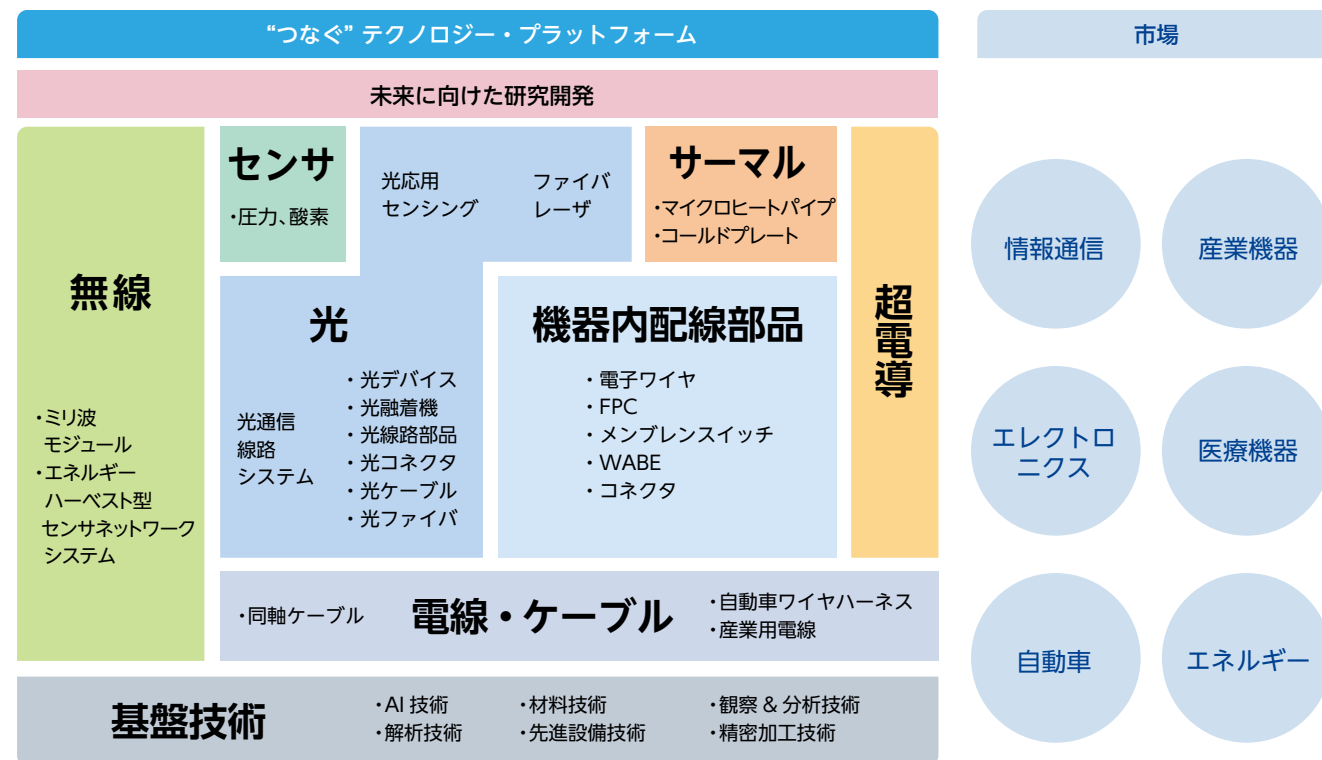 “つなぐ” テクノロジー・プラットフォーム
未来に向けた研究開発
無線
・ミリ波
モジュール
・エネルギー
ハーベスト型
センサネットワーク
システム
センサ
・圧力、酸素
光応用
センシング
ファイバ
レーザ
サーマル
・マイクロヒートパイプ
・コールドプレート
光
光通信
線路
システム
・光デバイス
・光融着機
・光線路部品
・光コネクタ
・光ケーブル
・光ファイバ
機器内配線部品
・電子ワイヤ
・FPC
・メンブレンスイッチ
・WABE
・コネクタ
超電導
・同軸ケーブル
電線・ケーブル
・自動車ワイヤハーネス
・産業用電線
基盤技術
・AI 技術
・解析技術
・材料技術
・先進設備技術
・観察 & 分析技術
・精密加工技術
市場
情報通信
産業機器
エレクトロ
ニクス
医療機器
自動車
エネルギー